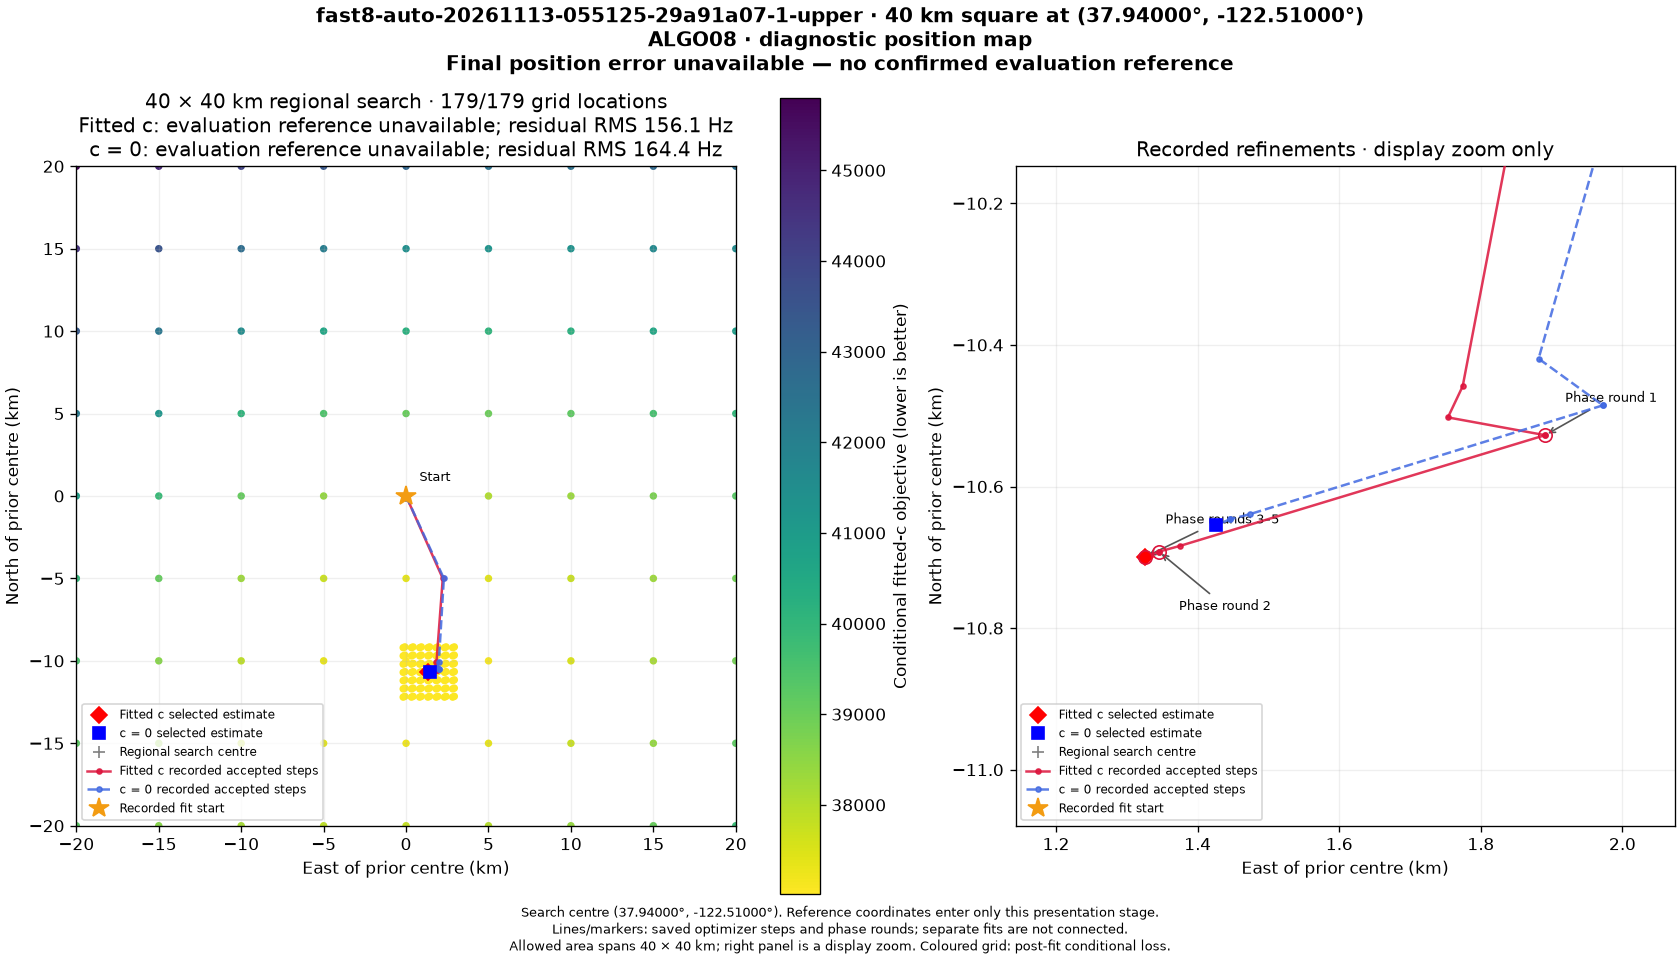 fast8-auto-20261113-055125-29a91a07-1-upper · 40 km square at (37.94000°, -122.51000°)
ALGO08 · diagnostic position map
Final position error unavailable — no confirmed evaluation reference
40 × 40 km regional search · 179/179 grid locations
Fitted c: evaluation reference unavailable; residual RMS 156.1 Hz
c = 0: evaluation reference unavailable; residual RMS 164.4 Hz
20
15
10
5
0
−5
−10
−15
−20
North of prior centre (km)
Start
Fitted c selected estimate
c = 0 selected estimate
Regional search centre
Fitted c recorded accepted steps
c = 0 recorded accepted steps
Recorded fit start
−20
−15
−10
−5
0
5
10
15
20
East of prior centre (km)
45000
44000
43000
42000
41000
40000
39000
38000
Conditional fitted-c objective (lower is better)
Recorded refinements · display zoom only
−10.2
−10.4
−10.6
−10.8
−11.0
North of prior centre (km)
Phase round 1
Phase rounds 3–5
Phase round 2
Fitted c selected estimate
c = 0 selected estimate
Regional search centre
Fitted c recorded accepted steps
c = 0 recorded accepted steps
Recorded fit start
1.2
1.4
1.6
1.8
2.0
East of prior centre (km)
Search centre (37.94000°, -122.51000°). Reference coordinates enter only this presentation stage.
Lines/markers: saved optimizer steps and phase rounds; separate fits are not connected.
Allowed area spans 40 × 40 km; right panel is a display zoom. Coloured grid: post-fit conditional loss.